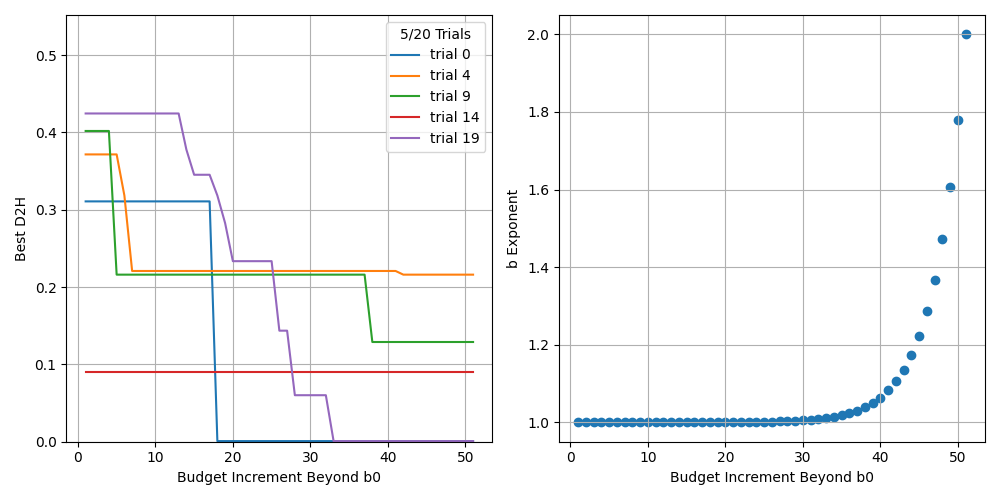 5/20 Trials
trial 0
trial 4
trial 9
trial 14
trial 19
Best D2H
0.5
0.4
0.3
0.2
0.1
0.0
0 10 20 30 40 50
Budget Increment Beyond b0
b Exponent
2.0
1.8
1.6
1.4
1.2
1.0
0 10 20 30 40 50
Budget Increment Beyond b0